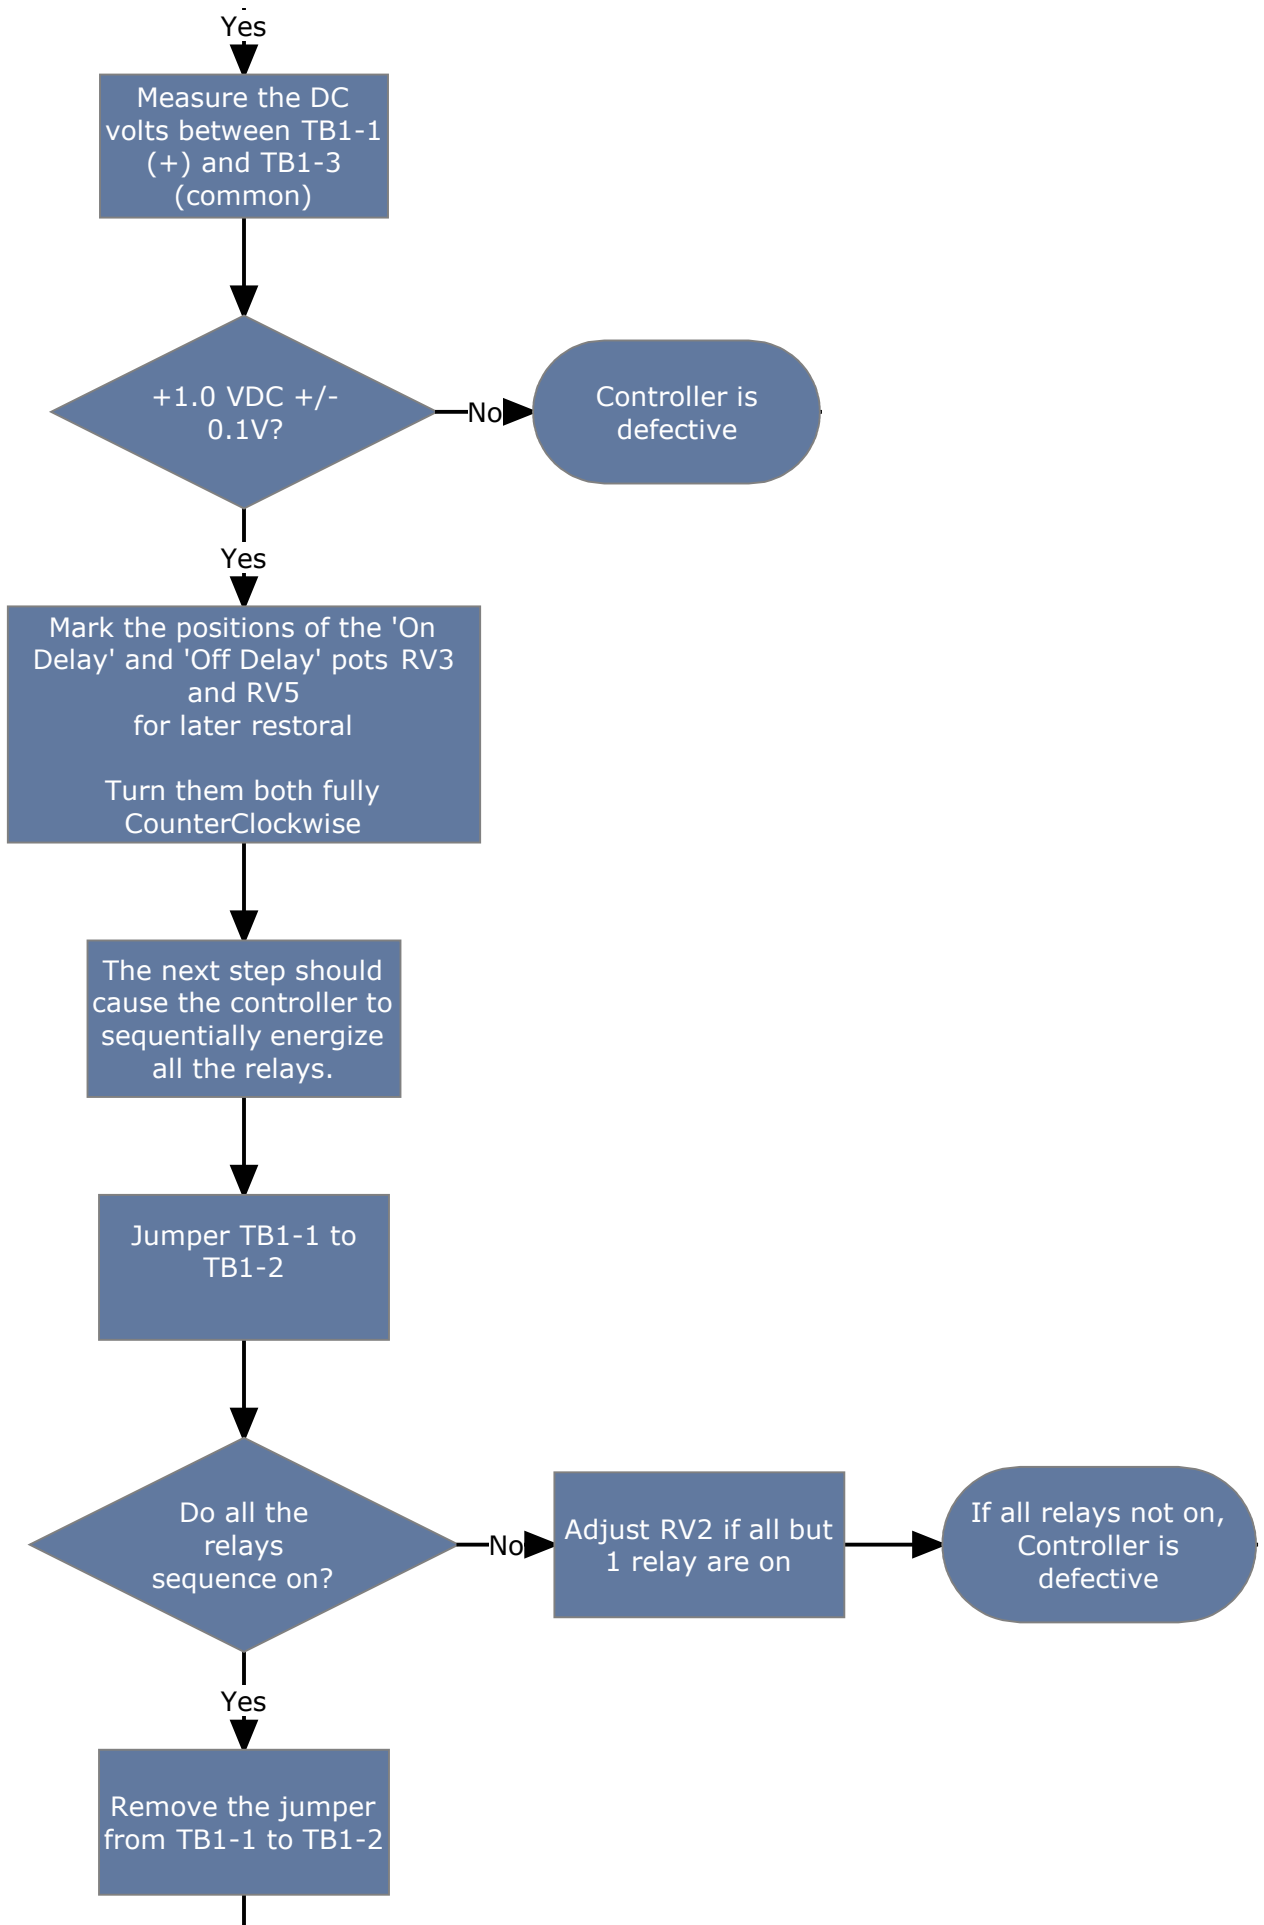 Yes
Measure the DC
volts between TB1-1
(+) and TB1-3
(common)
+1.0 VDC +/-
0.1V?
No
Controller is
defective
Yes
Mark the positions of the 'On
Delay' and 'Off Delay' pots RV3
and RV5
for later restoral
Turn them both fully
CounterClockwise
The next step should
cause the controller to
sequentially energize
all the relays.
Jumper TB1-1 to
TB1-2
Do all the
relays
sequence on?
No
Adjust RV2 if all but
1 relay are on
If all relays not on,
Controller is
defective
Yes
Remove the jumper
from TB1-1 to TB1-2